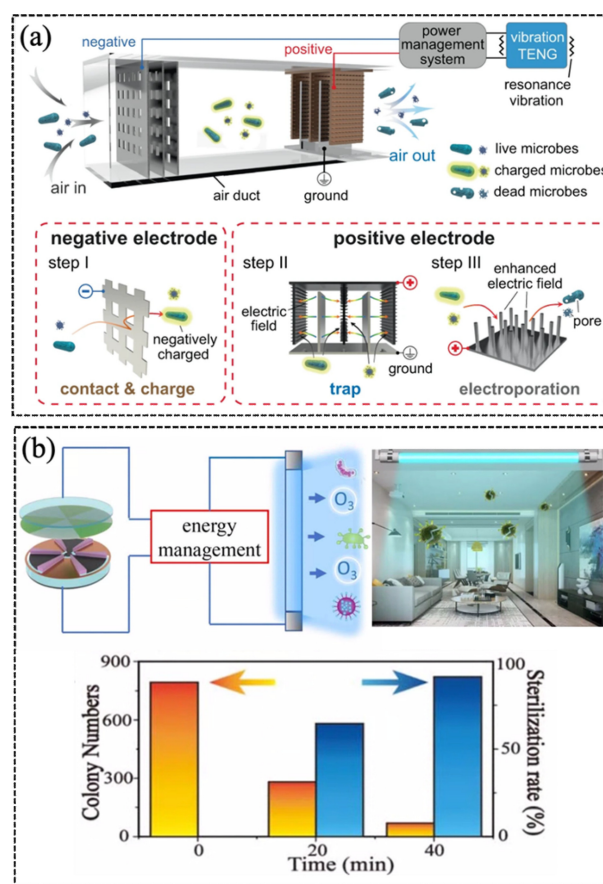 (a)
negative
positive
power
management
system
vibration
TENG
resonance
vibration
air in
air duct
ground
air out
live microbes
charged microbes
dead microbes
negative electrode
step I
negatively
charged
contact & charge
positive electrode
step II
electric
field
ground
trap
step III
enhanced
electric field
pore
electroporation
(b)
energy
management
O3
O3
900
600
300
0
Colony Numbers
100
50
0
Sterilization rate (%)
0
20
40
Time (min)